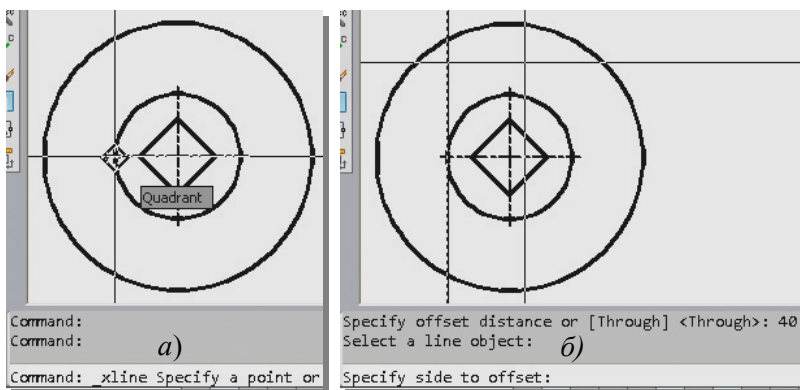 Quadrant
Command:
Command:
а)
Command: _xline Specify a point or
Specify offset distance or [Through] <Through>: 40
Select a line object:
б)
Specify side to offset: